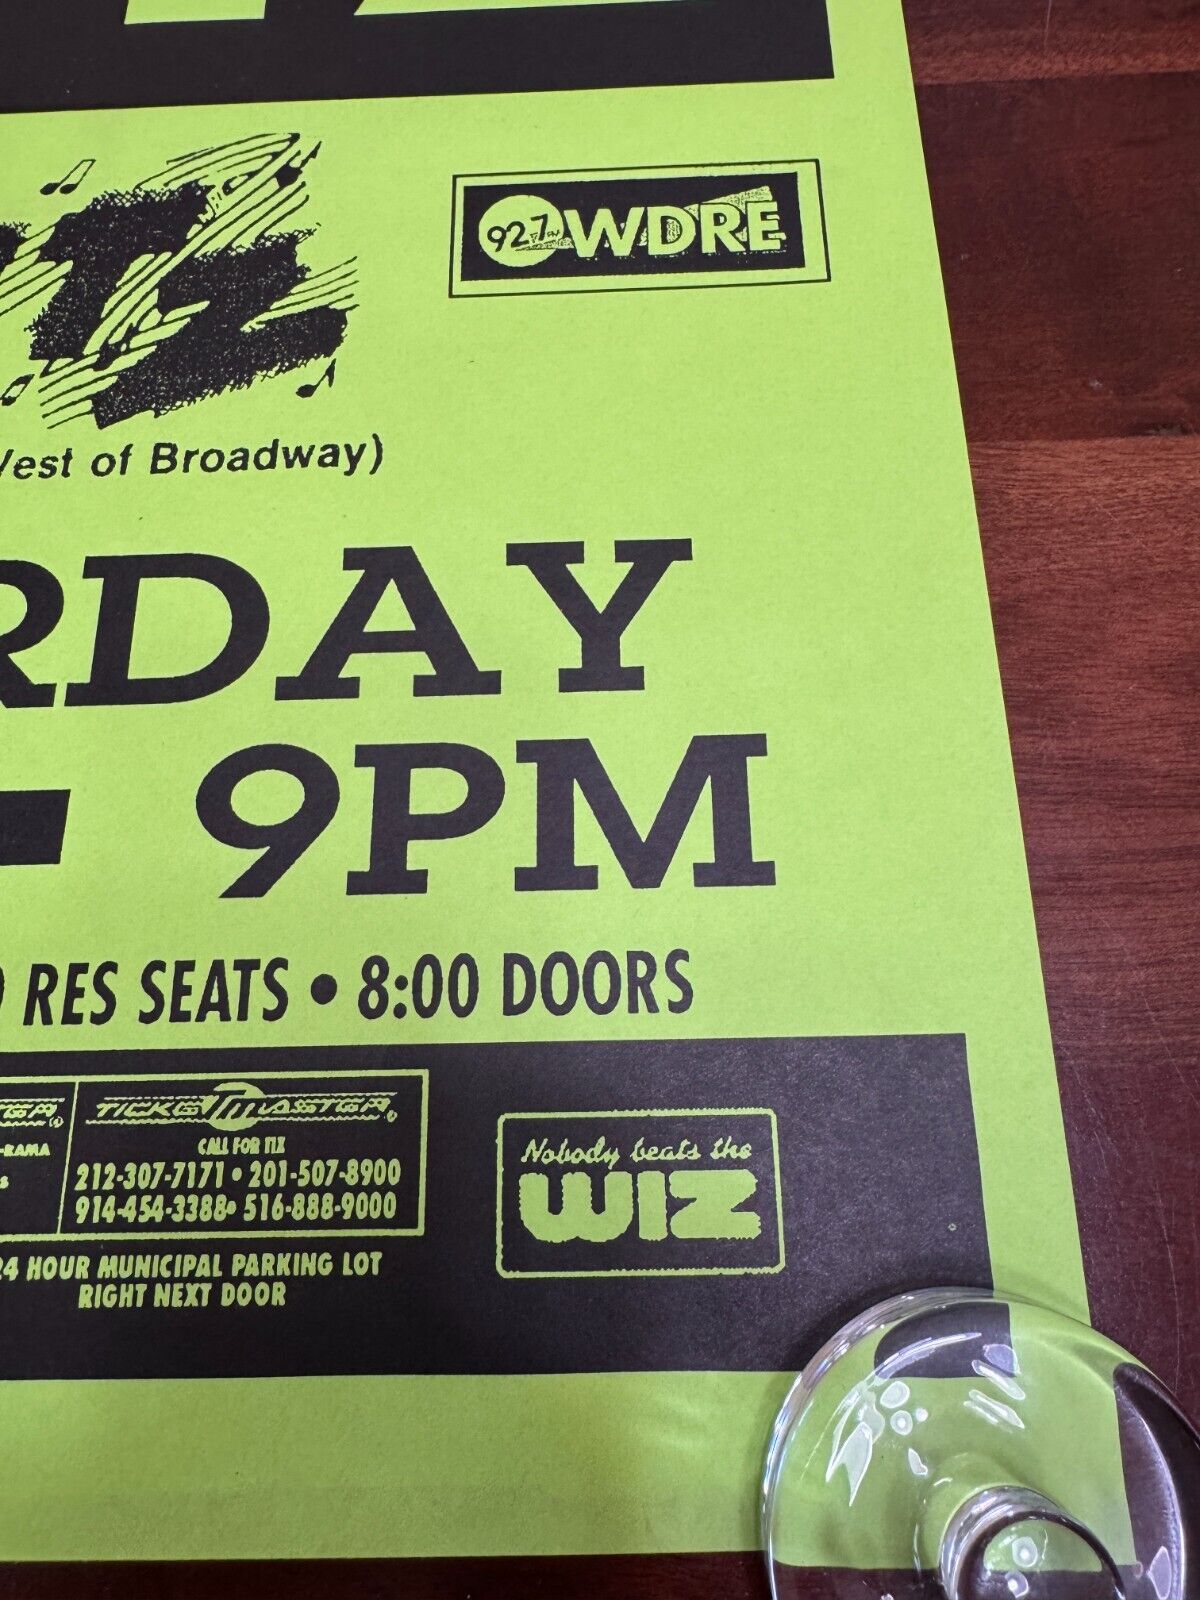 92.7 FM WDRE
West of Broadway)
RDAY
- 9PM
RES SEATS • 8:00 DOORS
TICKETMASTER
CALL FOR TIX
212-307-7171 • 201-507-8900
914-454-3388 • 516-888-9000
-RAMA
24 HOUR MUNICIPAL PARKING LOT
RIGHT NEXT DOOR
Nobody beats the
WIZ